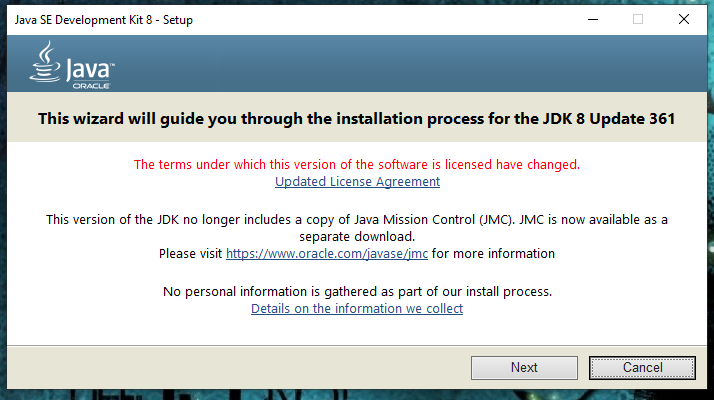 Java SE Development Kit 8 - Setup
Java™
ORACLE
This wizard will guide you through the installation process for the JDK 8 Update 361
The terms under which this version of the software is licensed have changed.
Updated License Agreement
This version of the JDK no longer includes a copy of Java Mission Control (JMC). JMC is now available as a
separate download.
Please visit https://www.oracle.com/javase/jmc for more information
No personal information is gathered as part of our install process.
Details on the information we collect
Next
Cancel